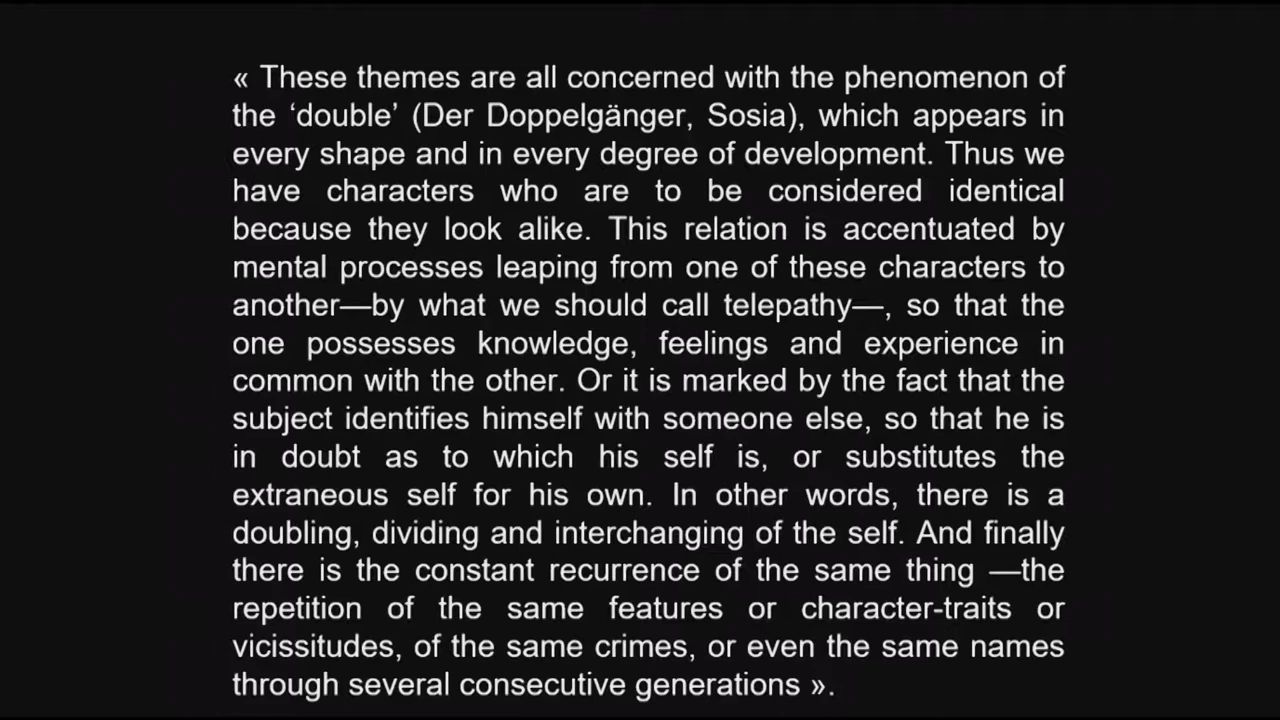 « These themes are all concerned with the phenomenon of
the ‘double’ (Der Doppelgänger, Sosia), which appears in
every shape and in every degree of development. Thus we
have characters who are to be considered identical
because they look alike. This relation is accentuated by
mental processes leaping from one of these characters to
another—by what we should call telepathy—, so that the
one possesses knowledge, feelings and experience in
common with the other. Or it is marked by the fact that the
subject identifies himself with someone else, so that he is
in doubt as to which his self is, or substitutes the
extraneous self for his own. In other words, there is a
doubling, dividing and interchanging of the self. And finally
there is the constant recurrence of the same thing —the
repetition of the same features or character-traits or
vicissitudes, of the same crimes, or even the same names
through several consecutive generations ».